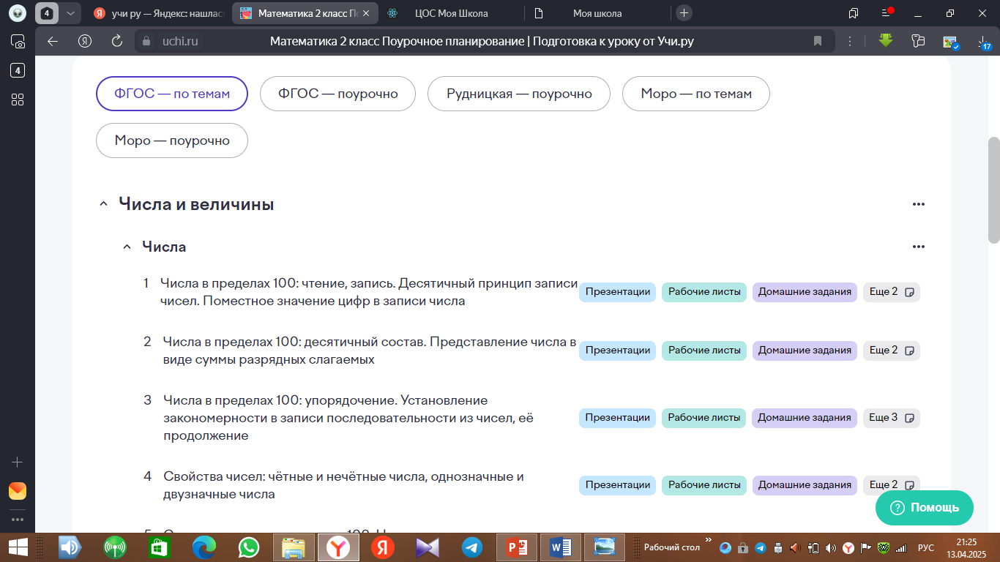 4
учи ру — Яндекс: нашлас
Математика 2 класс По
ЦОС Моя Школа
Моя школа
uchi.ru
Математика 2 класс Поурочное планирование | Подготовка к уроку от Учи.ру
17
4
ФГОС — по темам
ФГОС — поурочно
Рудницкая — поурочно
Моро — по темам
Моро — поурочно
Числа и величины
Числа
1 Числа в пределах 100: чтение, запись. Десятичный принцип записи
чисел. Поместное значение цифр в записи числа
Презентации Рабочие листы Домашние задания Еще 2
2 Числа в пределах 100: десятичный состав. Представление числа в
виде суммы разрядных слагаемых
Презентации Рабочие листы Домашние задания Еще 2
3 Числа в пределах 100: упорядочение. Установление
закономерности в записи последовательности из чисел, её
продолжение
Презентации Рабочие листы Домашние задания Еще 3
4 Свойства чисел: чётные и нечётные числа, однозначные и
двузначные числа
Презентации Рабочие листы Домашние задания Еще 2
Помощь
Рабочий стол
РУС
21:25
13.04.2025